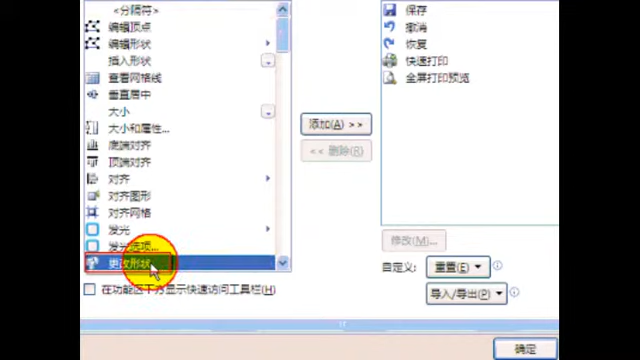 <分隔符>
编辑顶点
编辑形状
插入形状
查看网格线
垂直居中
大小
大小和属性...
底端对齐
顶端对齐
对齐
对齐图形
对齐网格
发光
发光选项...
更改形状
在功能区下方显示快速访问工具栏(H)
添加(A) >>
<< 删除(R)
保存
撤消
恢复
快速打印
全屏打印预览
修改(M)...
自定义: 重置(E)
导入/导出(P)
确定